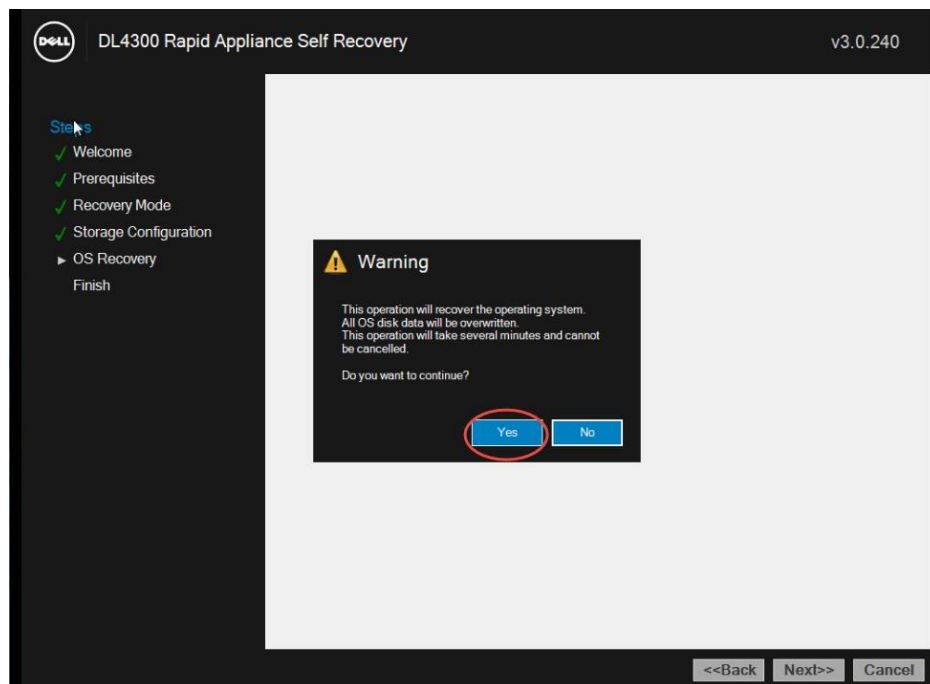 DELL
DL4300 Rapid Appliance Self Recovery
v3.0.240
Steps
Welcome
Prerequisites
Recovery Mode
Storage Configuration
OS Recovery
Finish
Warning
This operation will recover the operating system.
All OS disk data will be overwritten.
This operation will take several minutes and cannot
be cancelled.
Do you want to continue?
Yes
No
<<Back
Next>>
Cancel